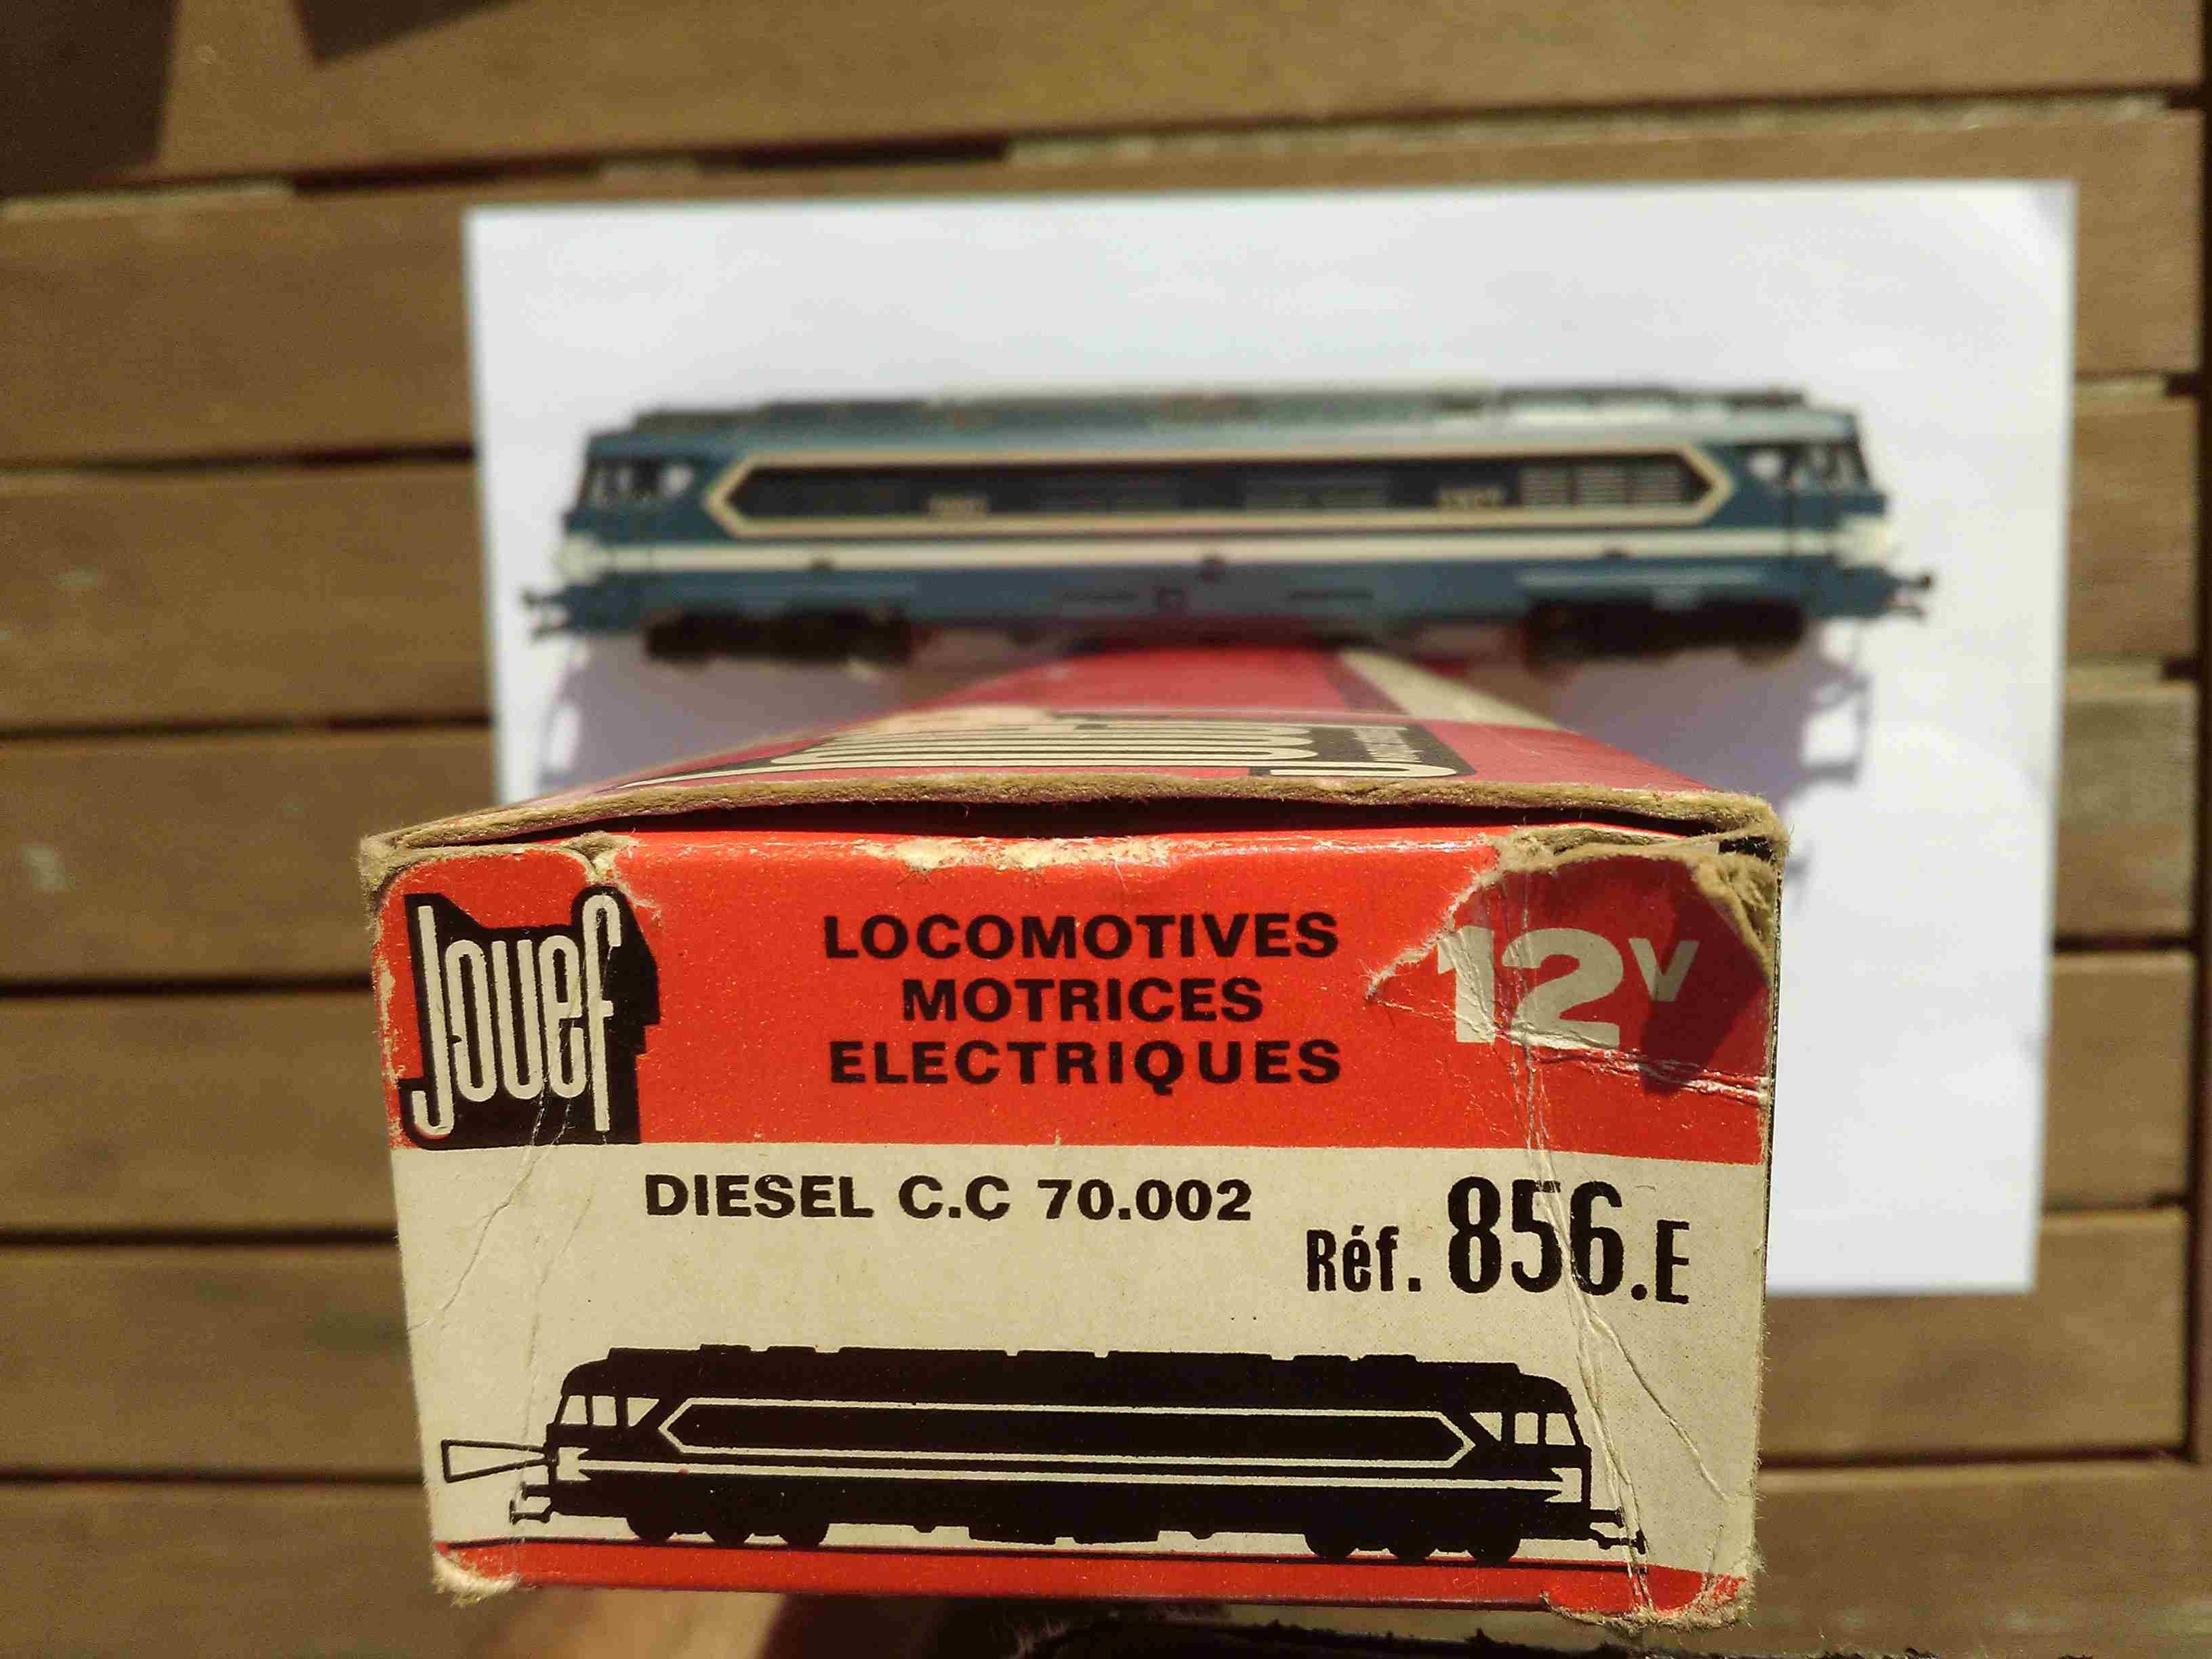 Jouef
LOCOMOTIVES
MOTRICES
ELECTRIQUES
12V
DIESEL C.C 70.002
Réf. 856.E